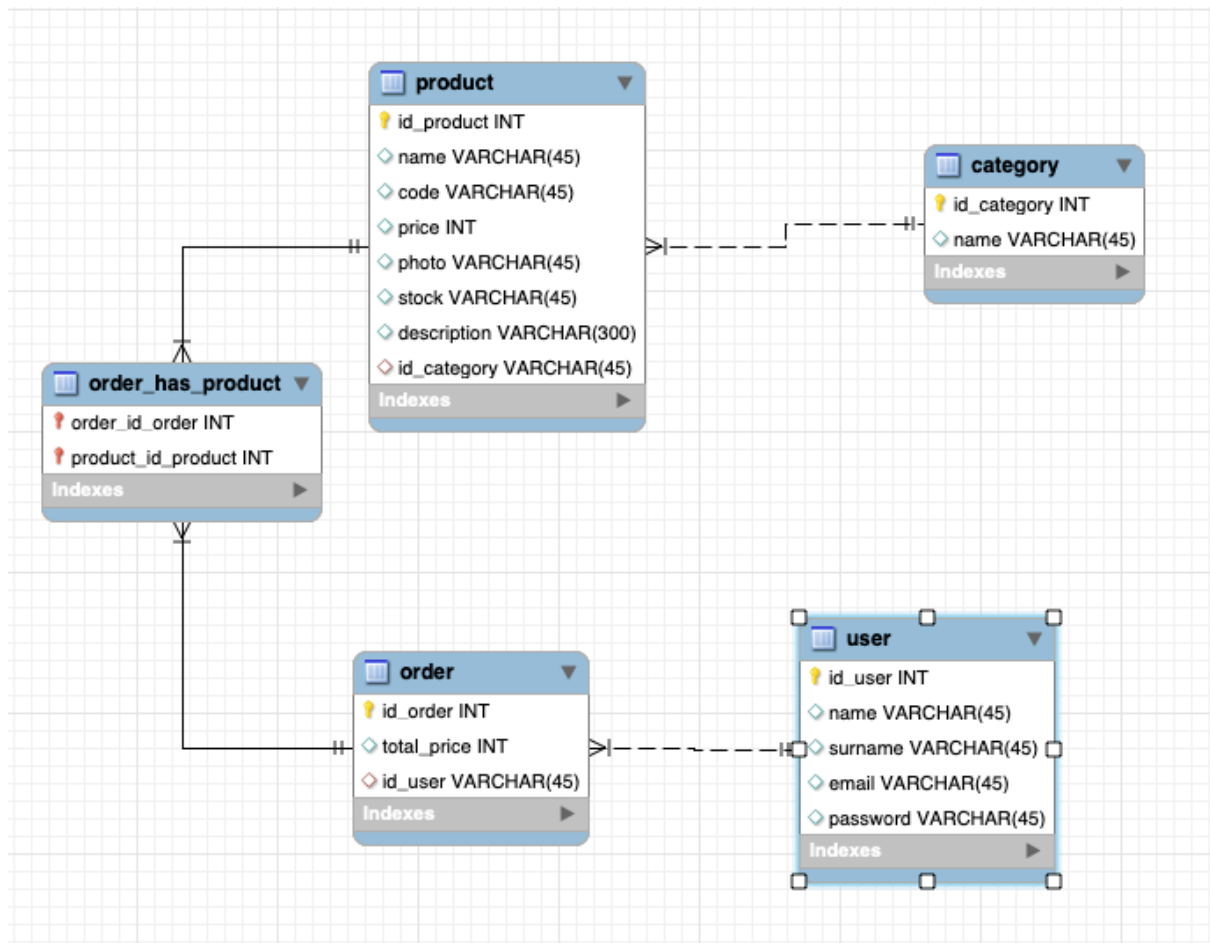 product
id_product INT
name VARCHAR(45)
code VARCHAR(45)
price INT
photo VARCHAR(45)
stock VARCHAR(45)
description VARCHAR(300)
id_category VARCHAR(45)
Indexes
category
id_category INT
name VARCHAR(45)
Indexes
order_has_product
order_id_order INT
product_id_product INT
Indexes
order
id_order INT
total_price INT
id_user VARCHAR(45)
Indexes
user
id_user INT
name VARCHAR(45)
surname VARCHAR(45)
email VARCHAR(45)
password VARCHAR(45)
Indexes